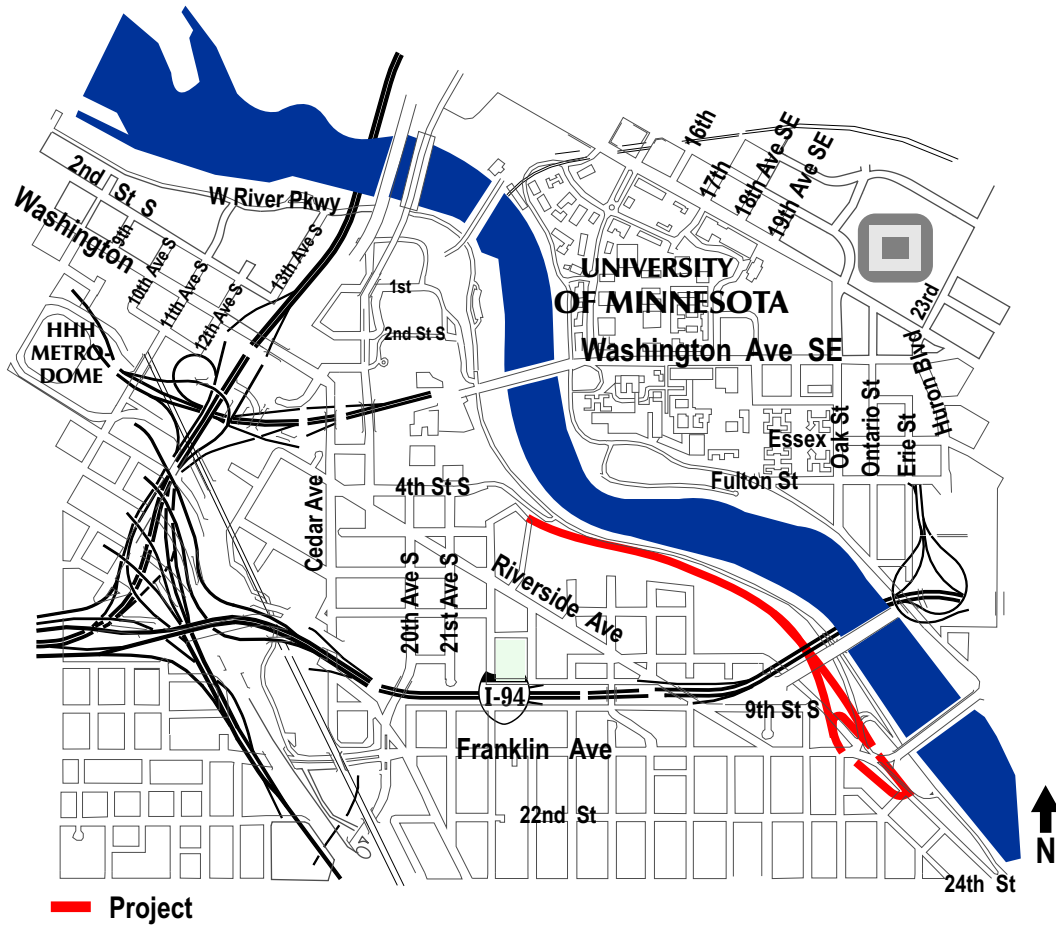 16th
17th
18th Ave SE
19th Ave SE
2nd St S
W River Pkwy
Washington
9th
10th Ave S
11th Ave S
12th Ave S
13th Ave S
1st
2nd St S
UNIVERSITY
OF MINNESOTA
23rd
Huron Blvd
HHH
METRO-
DOME
Washington Ave SE
Essex
Oak St
Ontario St
Erie St
Fulton St
4th St S
Cedar Ave
20th Ave S
21st Ave S
Riverside Ave
I-94
9th St S
Franklin Ave
22nd St
N
24th St
Project